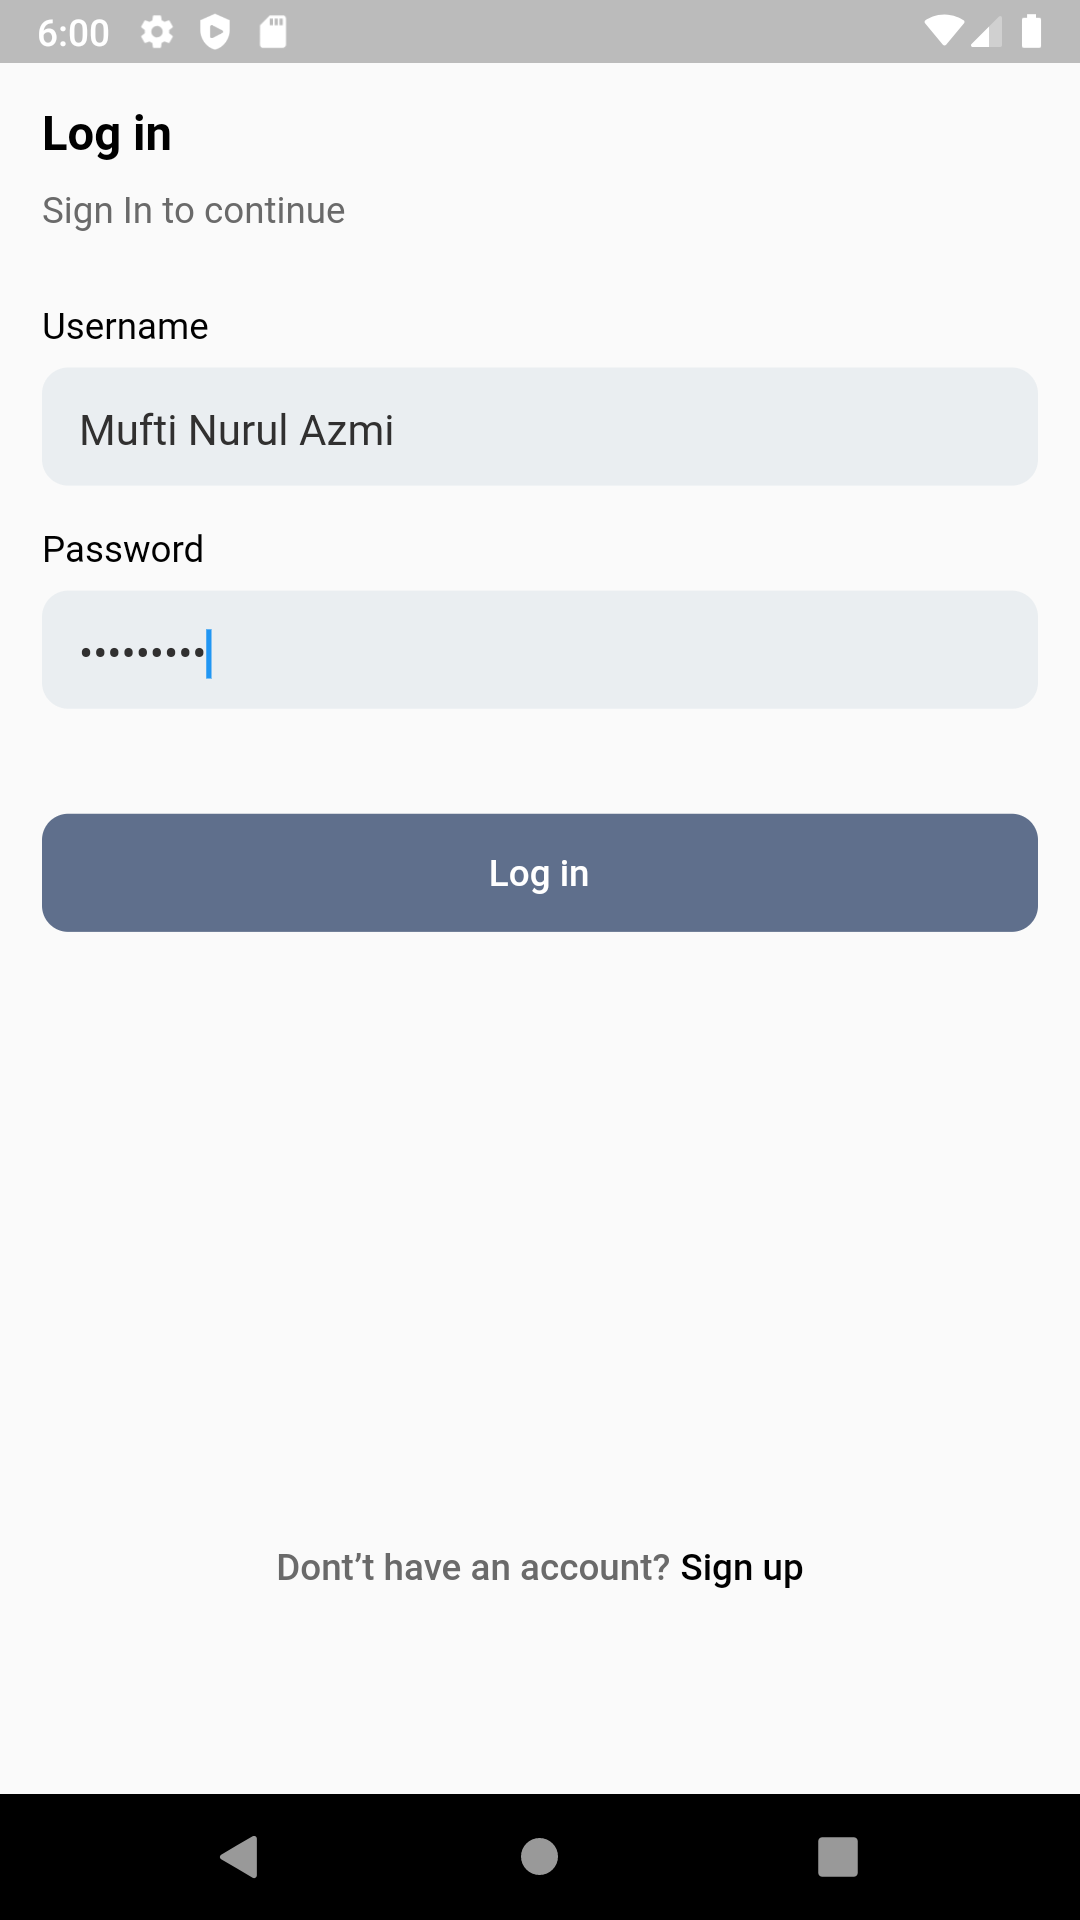 6:00
Log in
Sign In to continue
Username
Mufti Nurul Azmi
Password
•••••••••
Log in
Dont’t have an account? Sign up